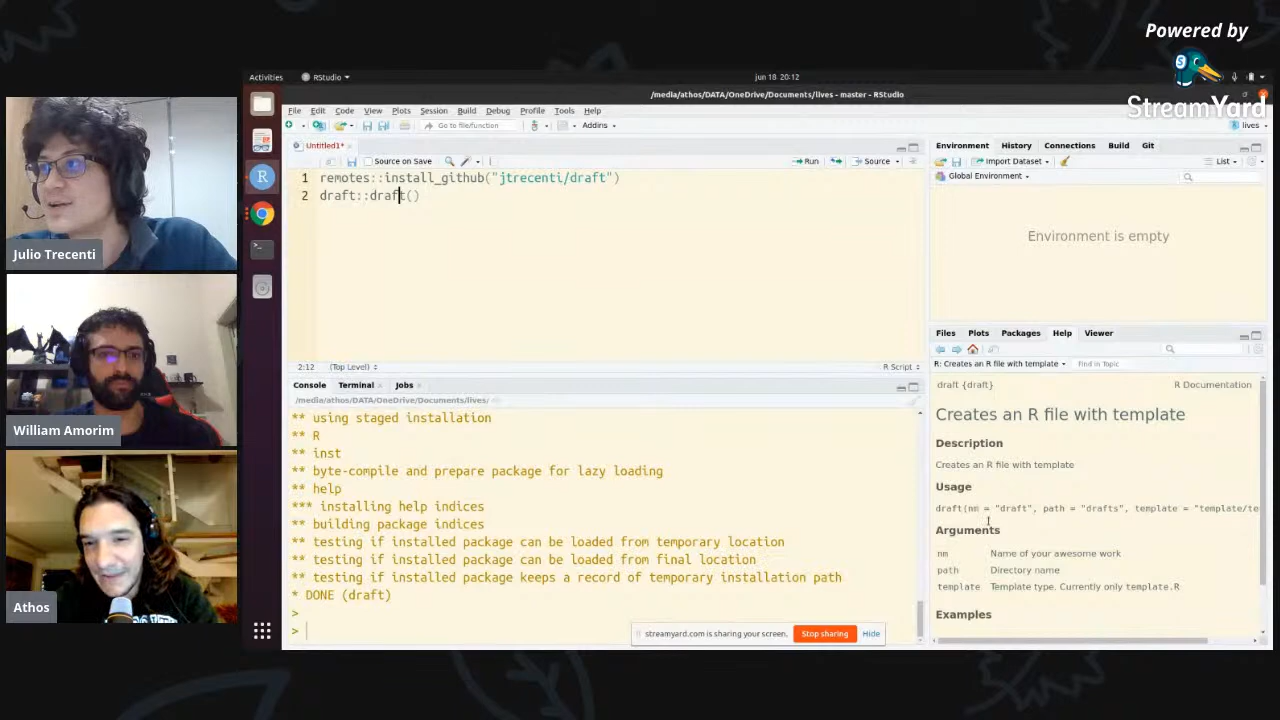 Powered by
StreamYard
Activities
RStudio
jun 18 20:12
/media/athos/DATA/OneDrive/Documents/lives - master - RStudio
File Edit Code View Plots Session Build Debug Profile Tools Help
Go to file/function
Addins
lives
Untitled1*
Source on Save
Run
Source
1 remotes::install_github("jtrecenti/draft")
2 draft::draft()
2:12
(Top Level)
R Script
Console Terminal Jobs
/media/athos/DATA/OneDrive/Documents/lives/
** using staged installation
** R
** inst
** byte-compile and prepare package for lazy loading
** help
*** installing help indices
** building package indices
** testing if installed package can be loaded from temporary location
** testing if installed package can be loaded from final location
** testing if installed package keeps a record of temporary installation path
* DONE (draft)
>
>
Environment History Connections Build Git
Import Dataset
List
Global Environment
Environment is empty
Files Plots Packages Help Viewer
R: Creates an R file with template
Find in Topic
draft {draft}
R Documentation
Creates an R file with template
Description
Creates an R file with template
Usage
draft(nm = "draft", path = "drafts", template = "template/te
Arguments
nm Name of your awesome work
path Directory name
template Template type. Currently only template.R
Examples
streamyard.com is sharing your screen.
Stop sharing
Hide
Julio Trecenti
William Amorim
Athos